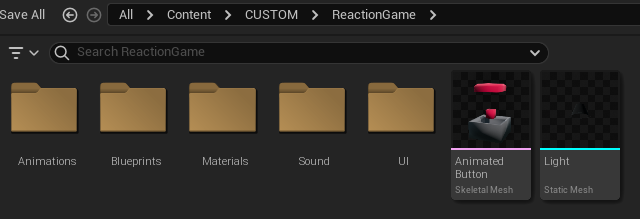 Save All All Content CUSTOM ReactionGame
Search ReactionGame
Animations Blueprints Materials Sound UI Animated Button Light
Skeletal Mesh Static Mesh